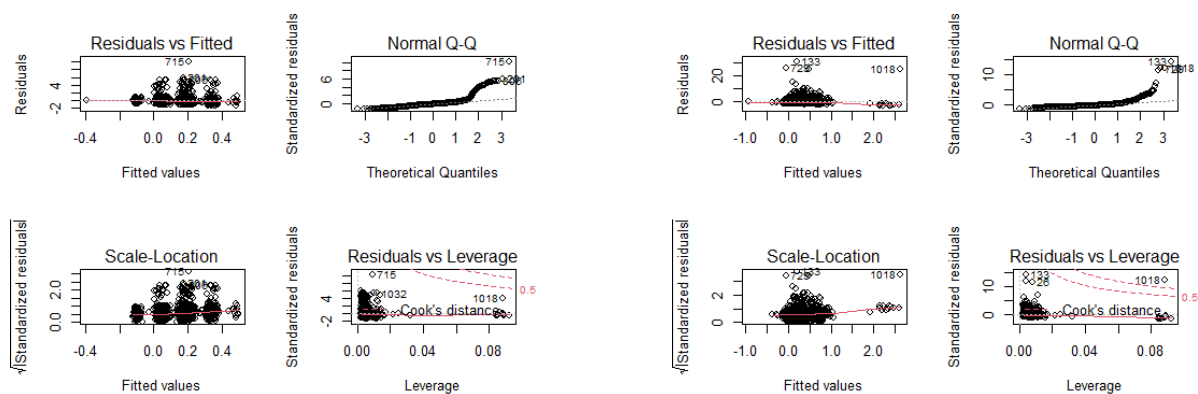 Residuals vs Fitted
Residuals
715
-2 4
-0.4 0.0 0.2 0.4
Fitted values
Normal Q-Q
Standardized residuals
715
0 6
-3 -1 0 1 2 3
Theoretical Quantiles
Scale-Location
√|Standardized residuals|
715
0.0 2.0
-0.4 0.0 0.2 0.4
Fitted values
Residuals vs Leverage
Standardized residuals
715
1032
1018
Cook's distance
0.5
-2 4
0.00 0.04 0.08
Leverage
Residuals vs Fitted
Residuals
133
729
1018
0 20
-1.0 0.0 1.0 2.0
Fitted values
Normal Q-Q
Standardized residuals
133
0 10
-3 -1 0 1 2 3
Theoretical Quantiles
Scale-Location
√|Standardized residuals|
133
729
1018
0 2
-1.0 0.0 1.0 2.0
Fitted values
Residuals vs Leverage
Standardized residuals
133
1018
Cook's distance
0.5
0 10
0.00 0.04 0.08
Leverage